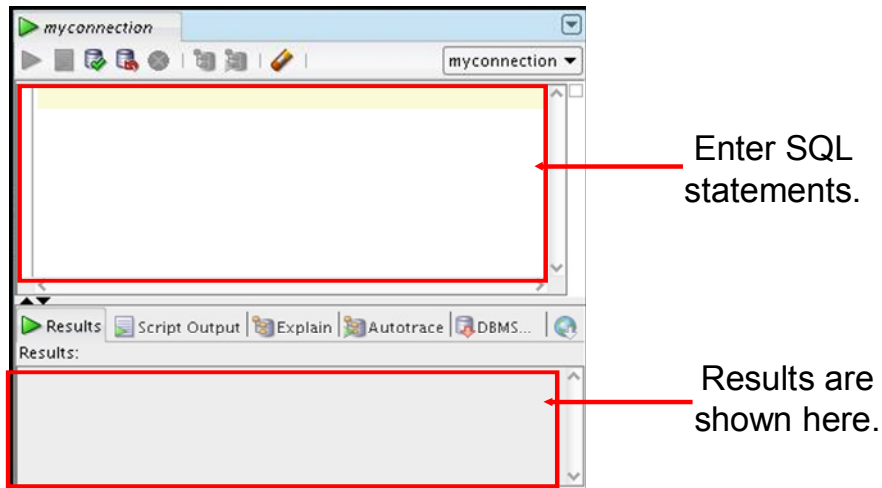 myconnection
myconnection
Enter SQL
statements.
Results Script Output Explain Autotrace DBMS...
Results:
Results are
shown here.